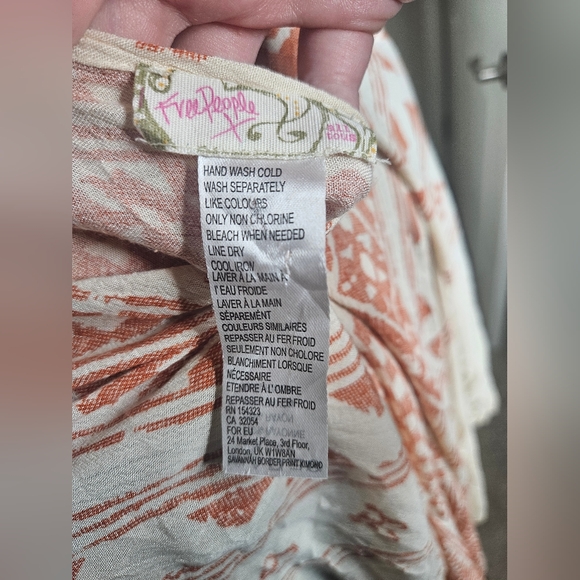 Free People
HAND WASH COLD
WASH SEPARATELY
LIKE COLOURS
ONLY NON CHLORINE
BLEACH WHEN NEEDED
LINE DRY
COOL IRON
LAVER À LA MAIN À
l'EAU FROIDE
LAVER À LA MAIN
SÉPARÉMENT
COULEURS SIMILAIRES
REPASSER AU FER FROID
SEULEMENT NON CHOLORE
BLANCHIMENT LORSQUE
NÉCESSAIRE
ETENDRE À L' OMBRE
REPASSER AU FER FROID
RN 154323
CA 32054
FOR EU
24 Market Place, 3rd Floor,
London, UK W1W8AN
SAVANNAH BORDER PRINT KIMONO